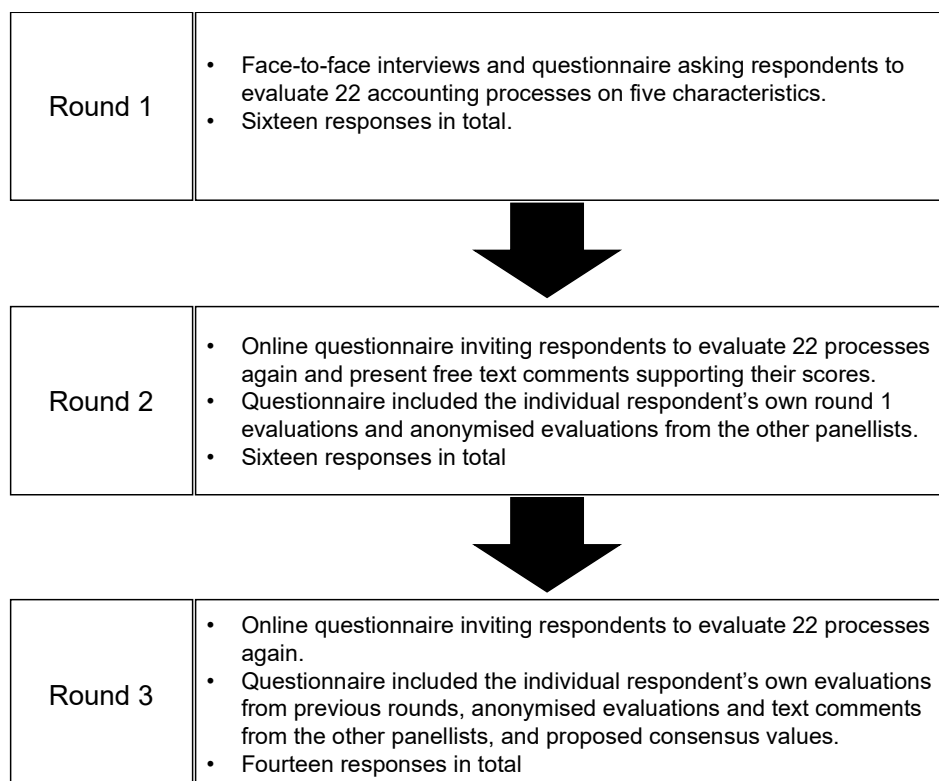 Round 1
• Face-to-face interviews and questionnaire asking respondents to
evaluate 22 accounting processes on five characteristics.
• Sixteen responses in total.
Round 2
• Online questionnaire inviting respondents to evaluate 22 processes
again and present free text comments supporting their scores.
• Questionnaire included the individual respondent’s own round 1
evaluations and anonymised evaluations from the other panellists.
• Sixteen responses in total
Round 3
• Online questionnaire inviting respondents to evaluate 22 processes
again.
• Questionnaire included the individual respondent’s own evaluations
from previous rounds, anonymised evaluations and text comments
from the other panellists, and proposed consensus values.
• Fourteen responses in total